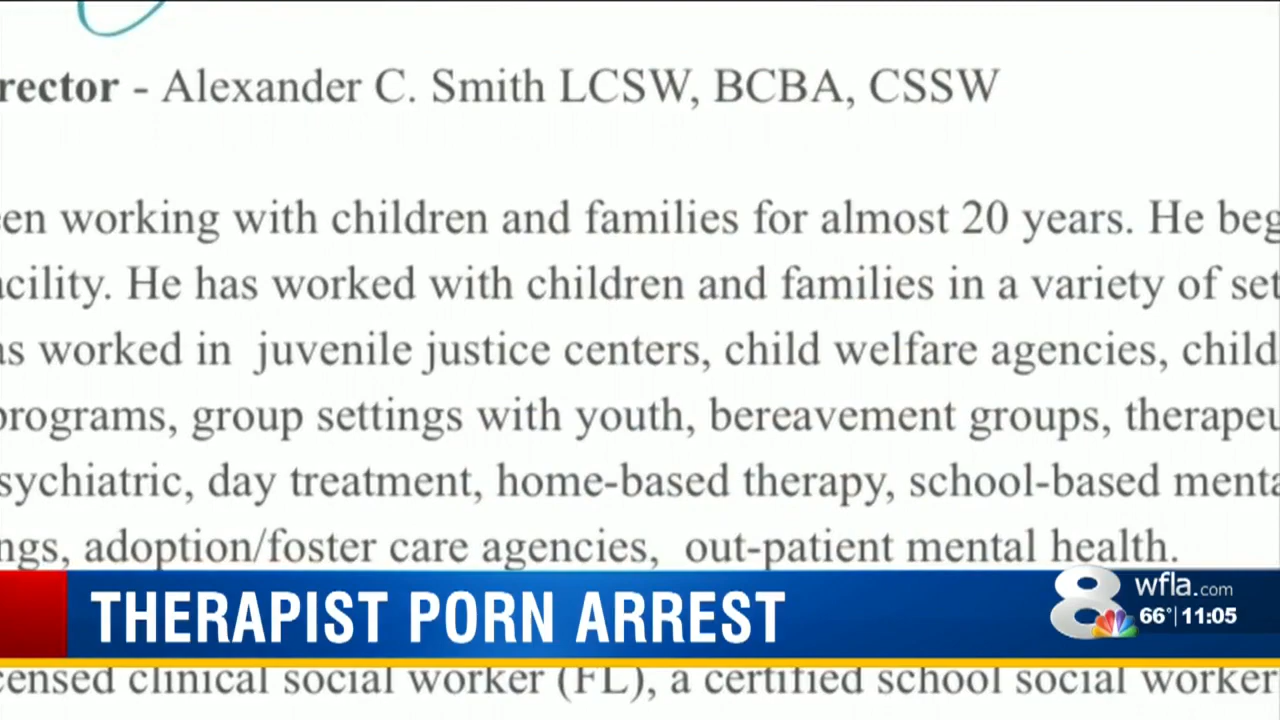 rector - Alexander C. Smith LCSW, BCBA, CSSW
en working with children and families for almost 20 years. He beg
cility. He has worked with children and families in a variety of set
s worked in juvenile justice centers, child welfare agencies, child
programs, group settings with youth, bereavement groups, therapeu
sychiatric, day treatment, home-based therapy, school-based menta
ngs, adoption/foster care agencies, out-patient mental health.
THERAPIST PORN ARREST
8 wfla.com
66° | 11:05
censed clinical social worker (FL), a certified school social worker